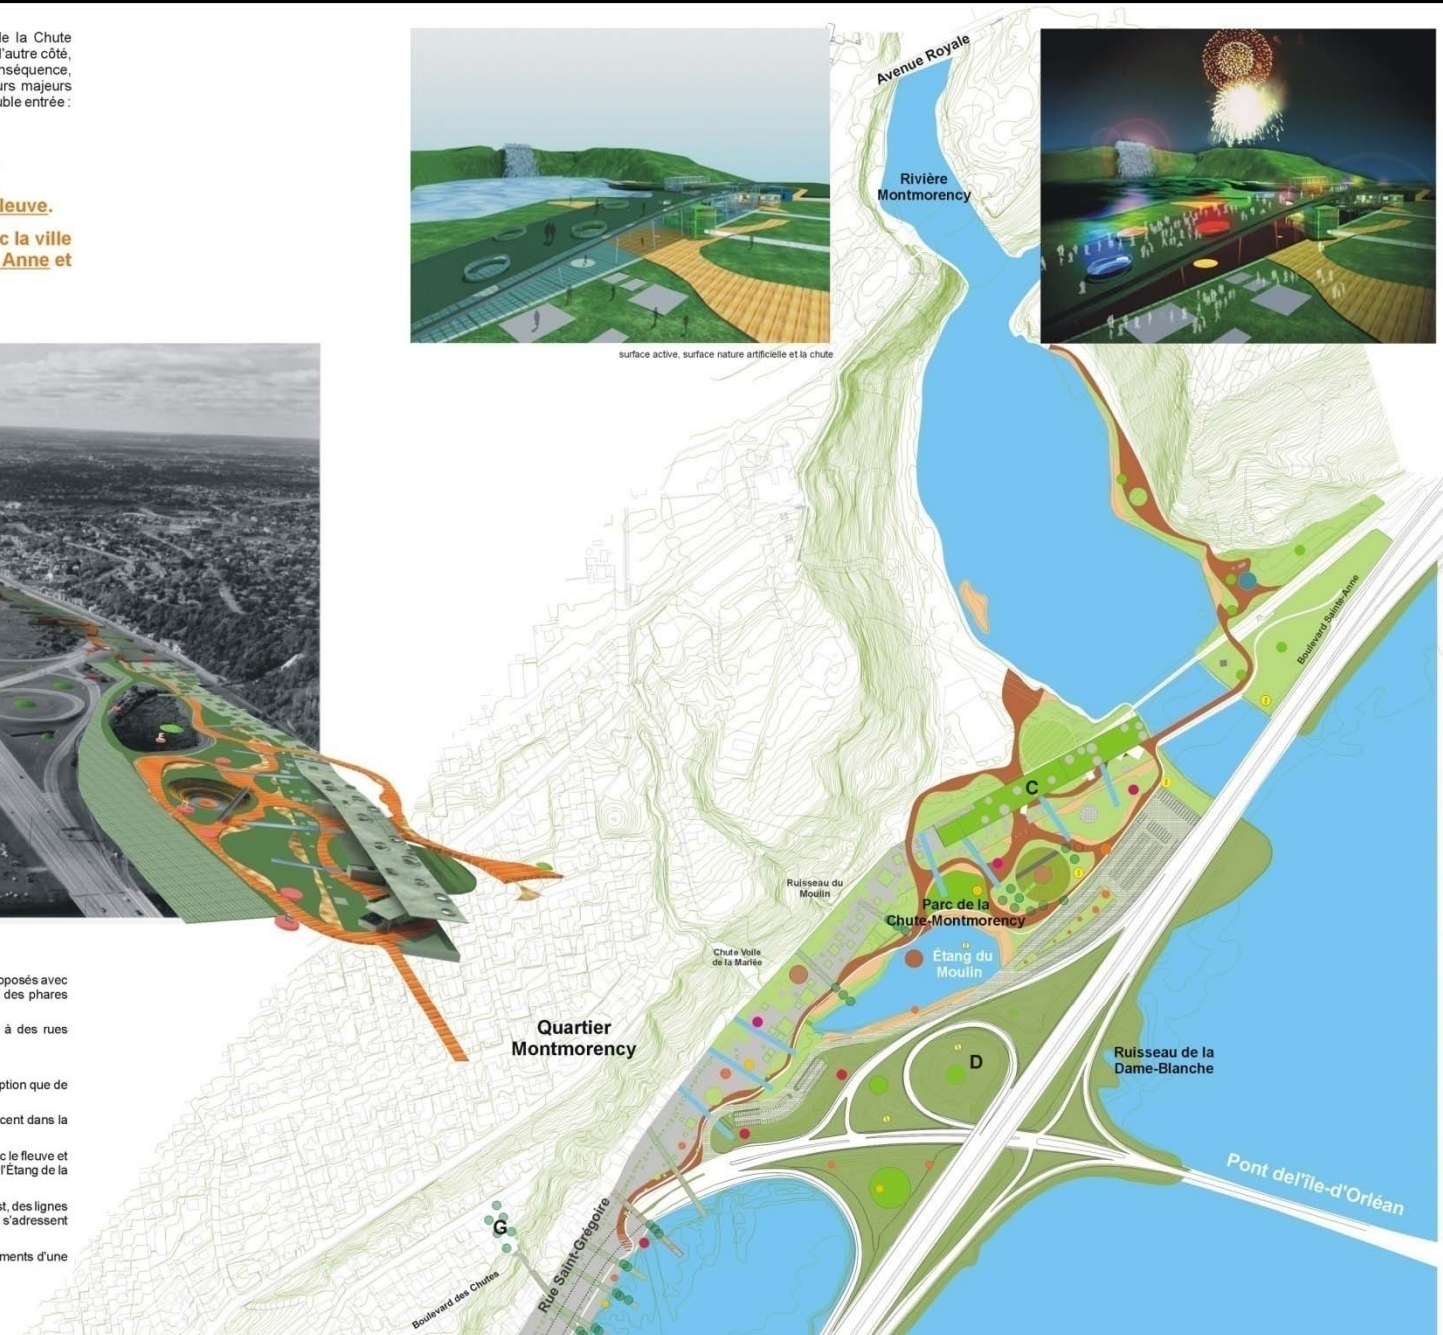 de la Chute
l'autre côté,
urs majeurs
uble entrée :
leuve.
c la ville
Anne et
surface active, surface nature artificielle et la chute
Avenue Royale
Rivière
Montmorency
Boulevard Sainte-Anne
C
Ruisseau du
Moulin
Parc de la
Chute-Montmorency
Chute Voile
de la Mariée
Étang du
Moulin
Quartier
Montmorency
D
Ruisseau de la
Dame-Blanche
Pont del'île-d'Orléan
G
Rue Saint-Grégoire
Boulevard des Chutes
E
oposés avec
des phares
à des rues
ption que de
cent dans la
c le fleuve et
l'Étang de la
st, des lignes
s'adressent
ments d'une